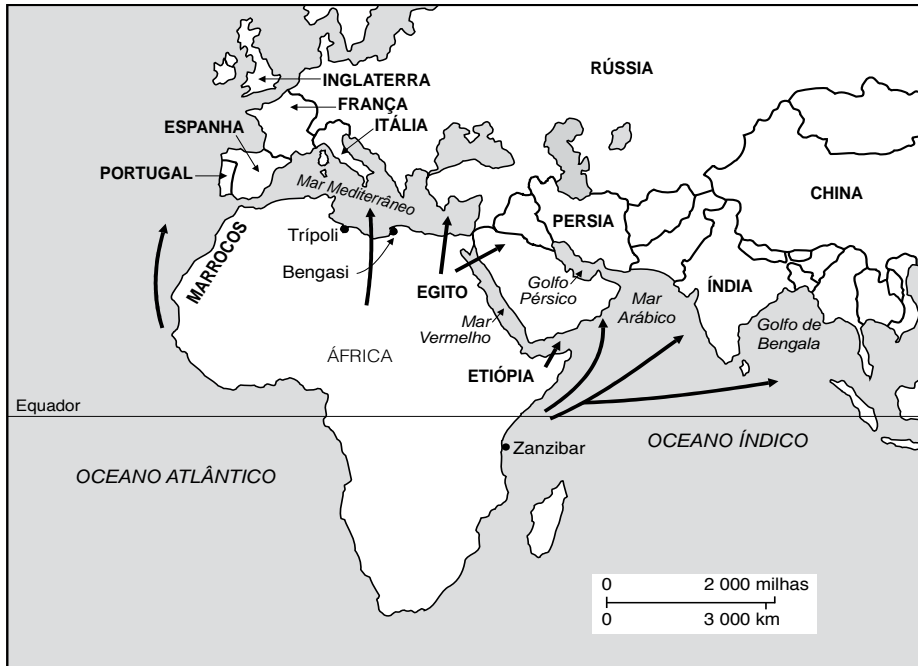 INGLATERRA
RÚSSIA
FRANÇA
ITÁLIA
ESPANHA
PORTUGAL
Mar Mediterrâneo
CHINA
PERSIA
MARROCOS
Trípoli
Bengasi
EGITO
Golfo
Pérsico
ÍNDIA
Mar
Arábico
Mar
Vermelho
Golfo de
Bengala
ÁFRICA
ETIÓPIA
Equador
OCEANO ÍNDICO
Zanzibar
OCEANO ATLÂNTICO
0 2 000 milhas
0 3 000 km